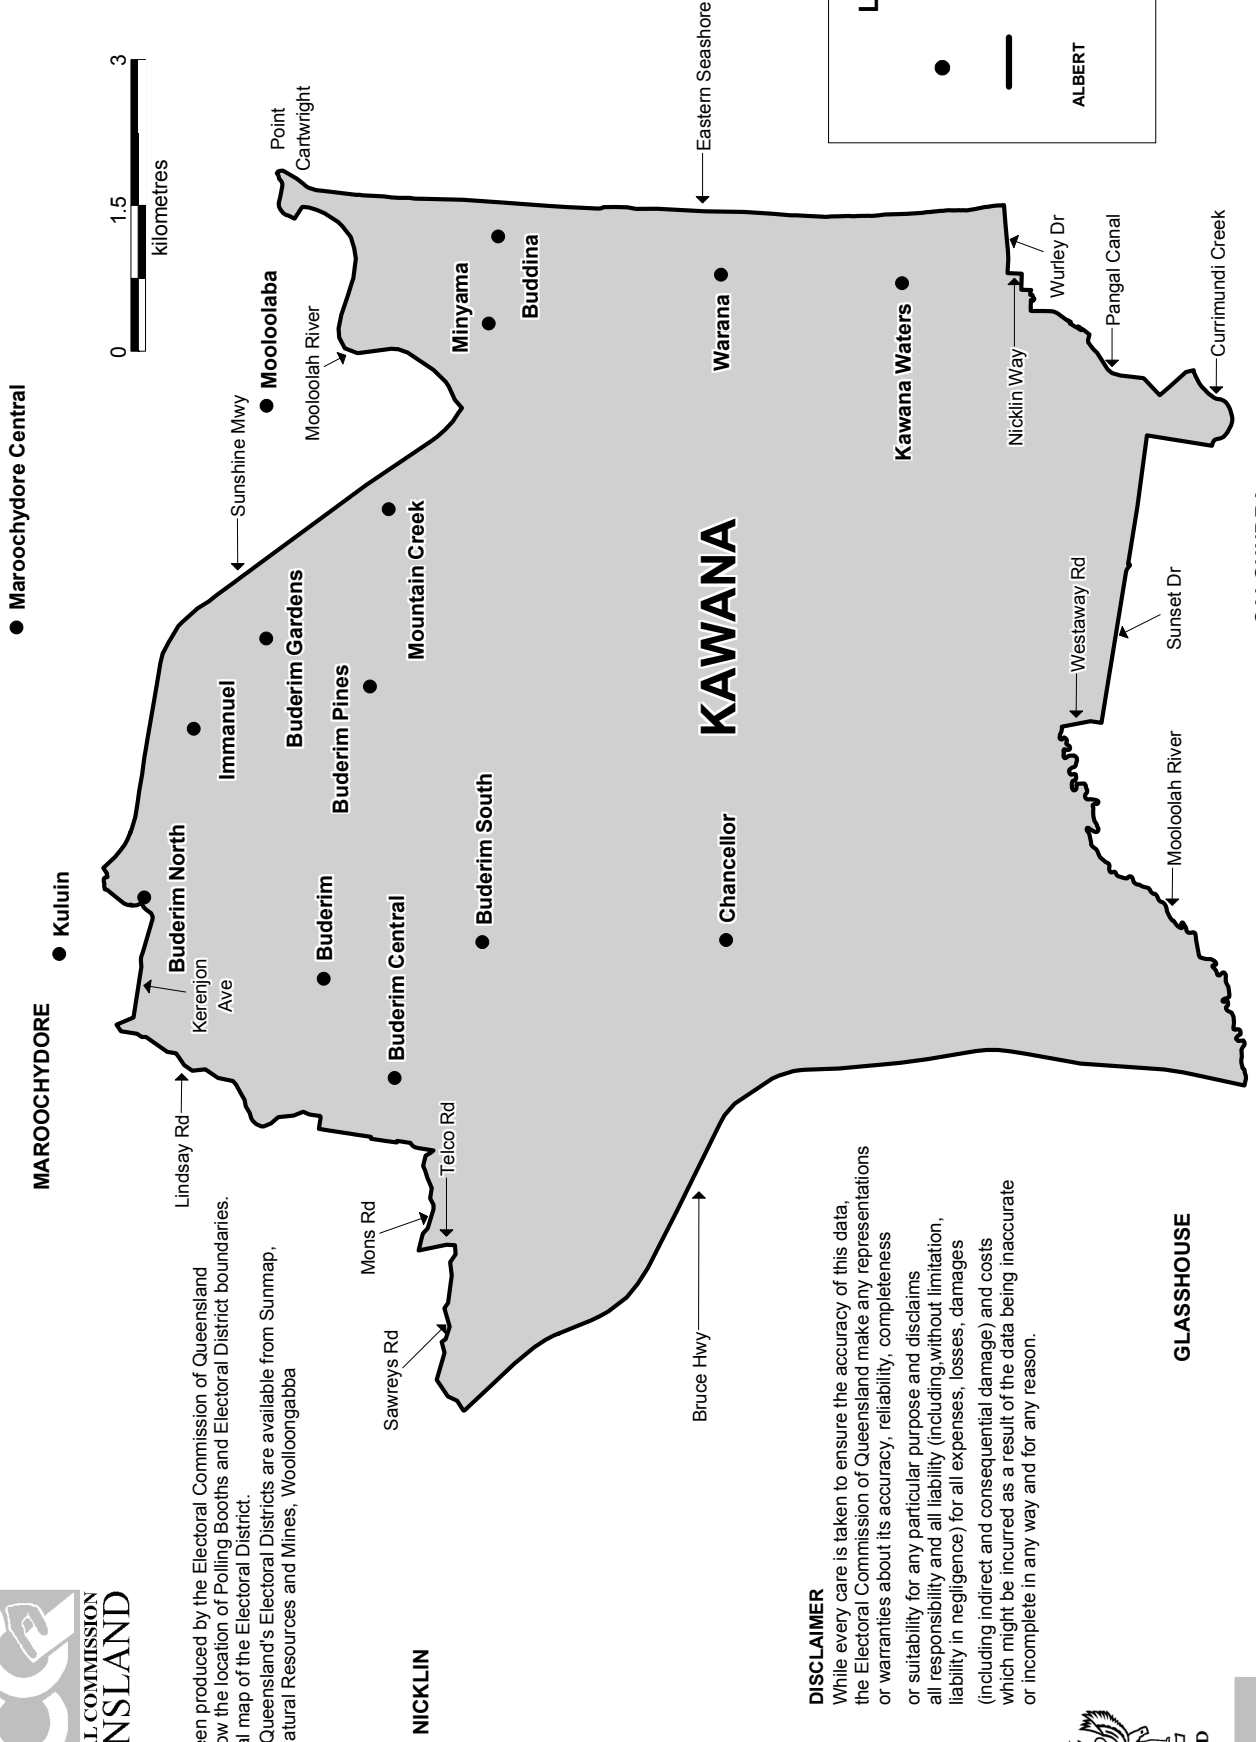 L COMMISSION
NSLAND
en produced by the Electoral Commission of Queensland
ow the location of Polling Booths and Electoral District boundaries.
al map of the Electoral District.
Queensland's Electoral Districts are available from Sunmap,
atural Resources and Mines, Woolloongabba
NICKLIN
MAROOCHYDORE
Kuluin
Maroochydore Central
0 1.5 3
kilometres
Mooloolaba
Point
Cartwright
Sunshine Mwy
Mooloolah River
Lindsay Rd
Kerenjon
Ave
Buderim North
Immanuel
Buderim Gardens
Buderim Pines
Mountain Creek
Minyama
Buddina
Buderim
Buderim Central
Buderim South
Mons Rd
Telco Rd
Sawreys Rd
Bruce Hwy
Chancellor
KAWANA
Warana
Kawana Waters
Eastern Seashore
Nicklin Way
Wurley Dr
Pangal Canal
Currimundi Creek
Westaway Rd
Sunset Dr
Mooloolah River
GLASSHOUSE
ALBERT
DISCLAIMER
While every care is taken to ensure the accuracy of this data,
the Electoral Commission of Queensland make any representations
or warranties about its accuracy, reliability, completeness
or suitability for any particular purpose and disclaims
all responsibility and all liability (including,without limitation,
liability in negligence) for all expenses, losses, damages
(including indirect and consequential damage) and costs
which might be incurred as a result of the data being inaccurate
or incomplete in any way and for any reason.